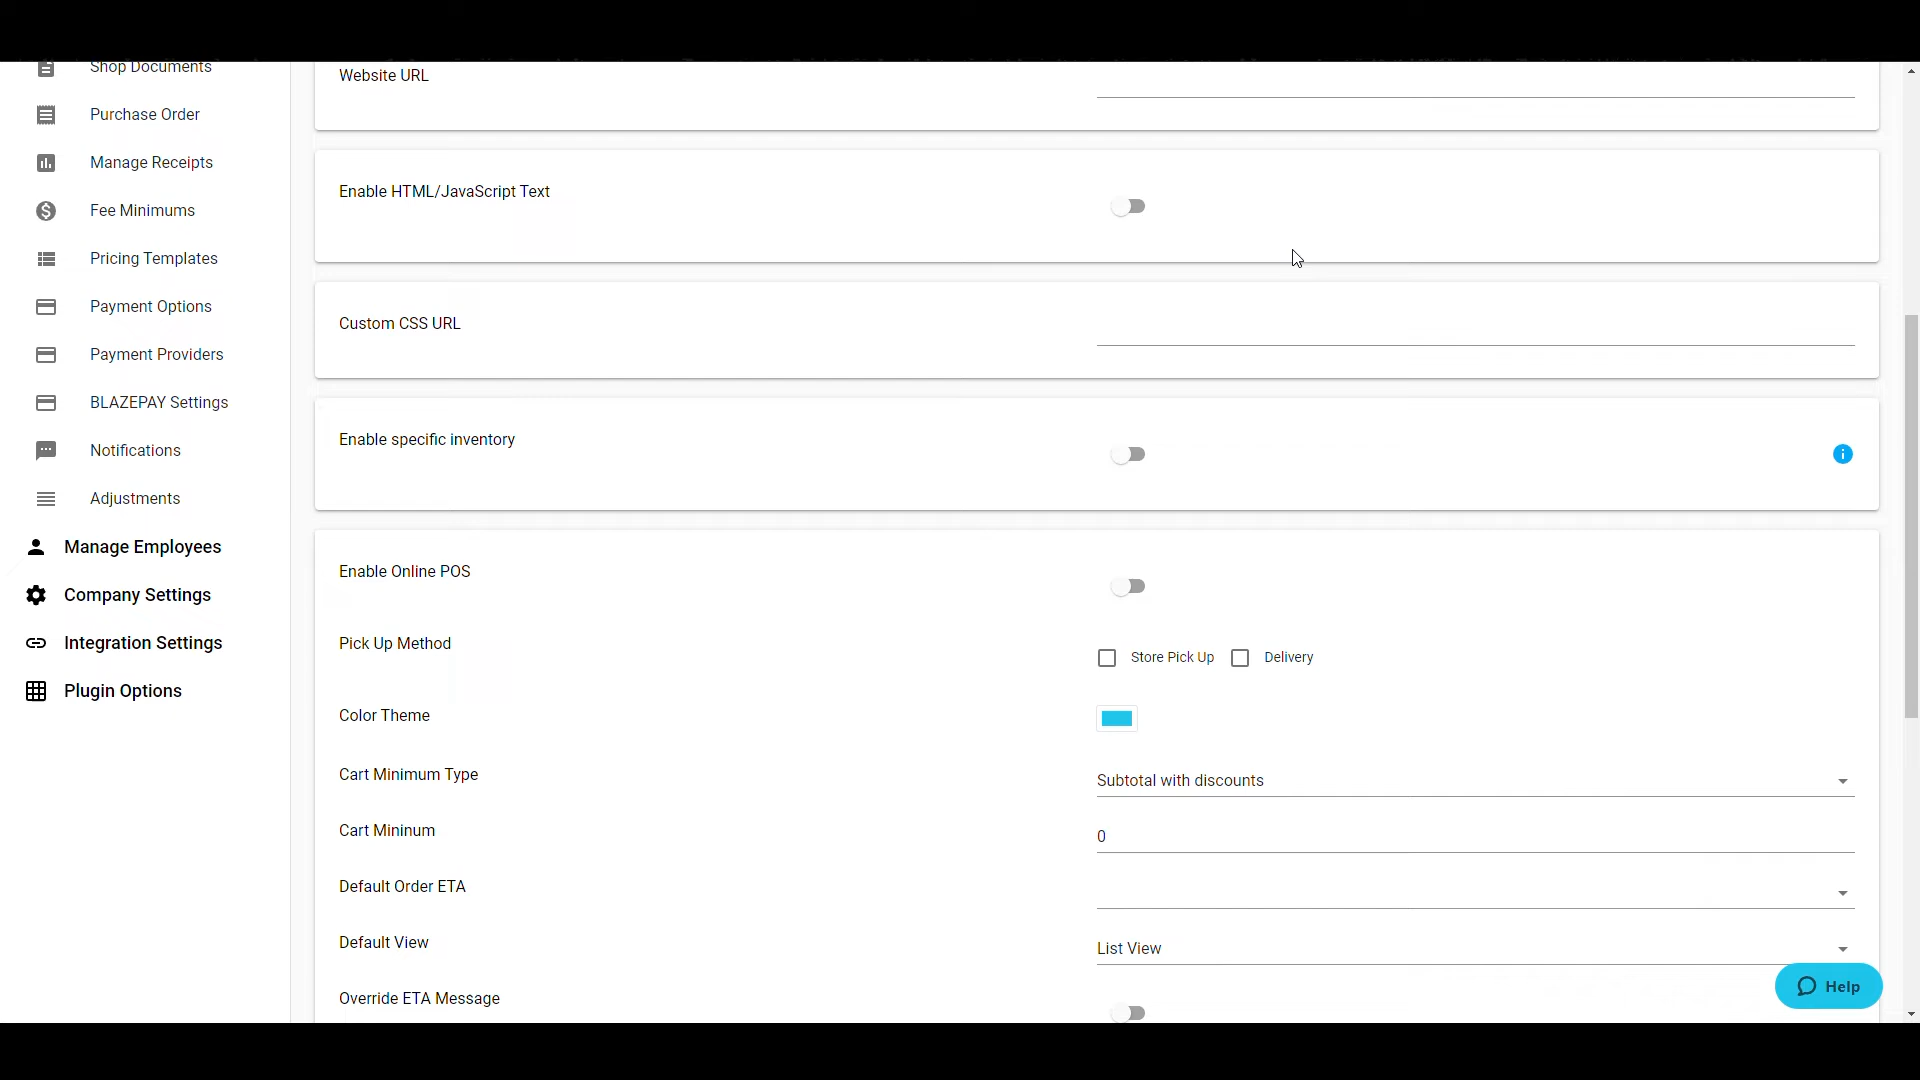 Shop Documents
Purchase Order
Manage Receipts
Fee Minimums
Pricing Templates
Payment Options
Payment Providers
BLAZEPAY Settings
Notifications
Adjustments
Manage Employees
Company Settings
Integration Settings
Plugin Options
Website URL
Enable HTML/JavaScript Text
Custom CSS URL
Enable specific inventory
Enable Online POS
Pick Up Method
Store Pick Up Delivery
Color Theme
Cart Minimum Type
Subtotal with discounts
Cart Mininum
0
Default Order ETA
Default View
List View
Override ETA Message
Help